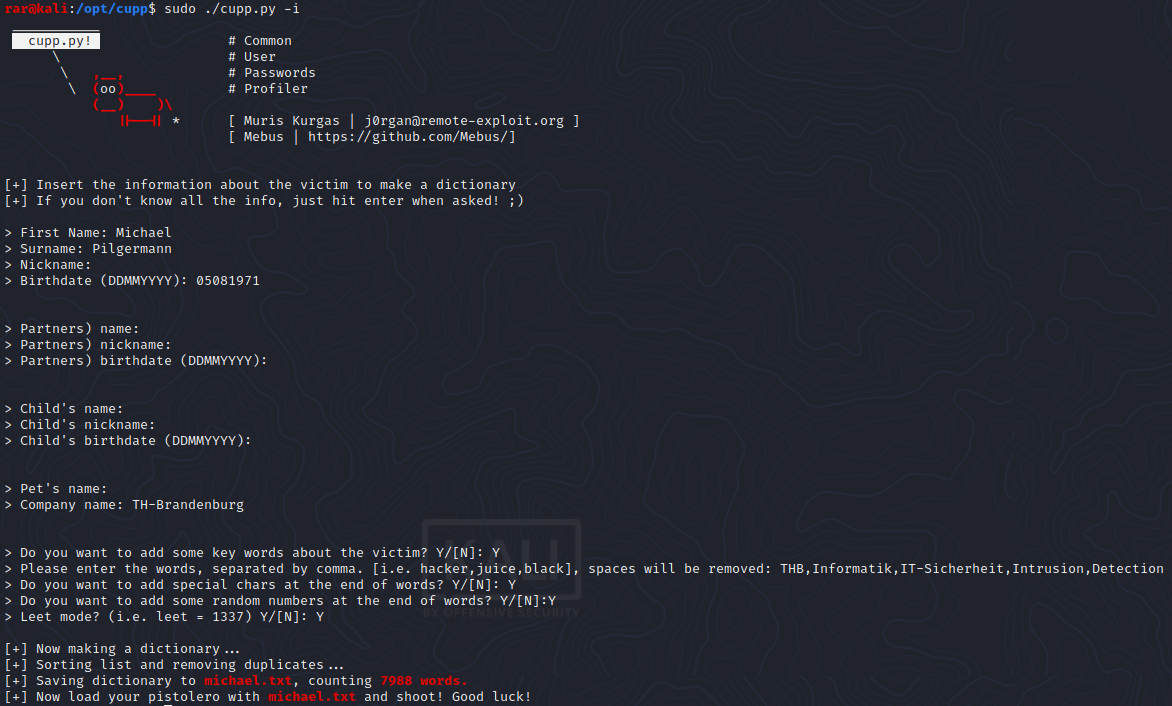 rar@kali:/opt/cupp$ sudo ./cupp.py -i
cupp.py! # Common
\ # User
\ ,__, # Passwords
\ (oo)____ # Profiler
(__) )\
||--|| * [ Muris Kurgas | j0rgan@remote-exploit.org ]
[ Mebus | https://github.com/Mebus/]
[+] Insert the information about the victim to make a dictionary
[+] If you don't know all the info, just hit enter when asked! ;)
> First Name: Michael
> Surname: Pilgermann
> Nickname:
> Birthdate (DDMMYYYY): 05081971
> Partners) name:
> Partners) nickname:
> Partners) birthdate (DDMMYYYY):
> Child's name:
> Child's nickname:
> Child's birthdate (DDMMYYYY):
> Pet's name:
> Company name: TH-Brandenburg
> Do you want to add some key words about the victim? Y/[N]: Y
> Please enter the words, separated by comma. [i.e. hacker,juice,black], spaces will be removed: THB,Informatik,IT-Sicherheit,Intrusion,Detection
> Do you want to add special chars at the end of words? Y/[N]: Y
> Do you want to add some random numbers at the end of words? Y/[N]:Y
> Leet mode? (i.e. leet = 1337) Y/[N]: Y
KALI
BY OFFENSIVE SECURITY
[+] Now making a dictionary...
[+] Sorting list and removing duplicates...
[+] Saving dictionary to michael.txt, counting 7988 words.
[+] Now load your pistolero with michael.txt and shoot! Good luck!